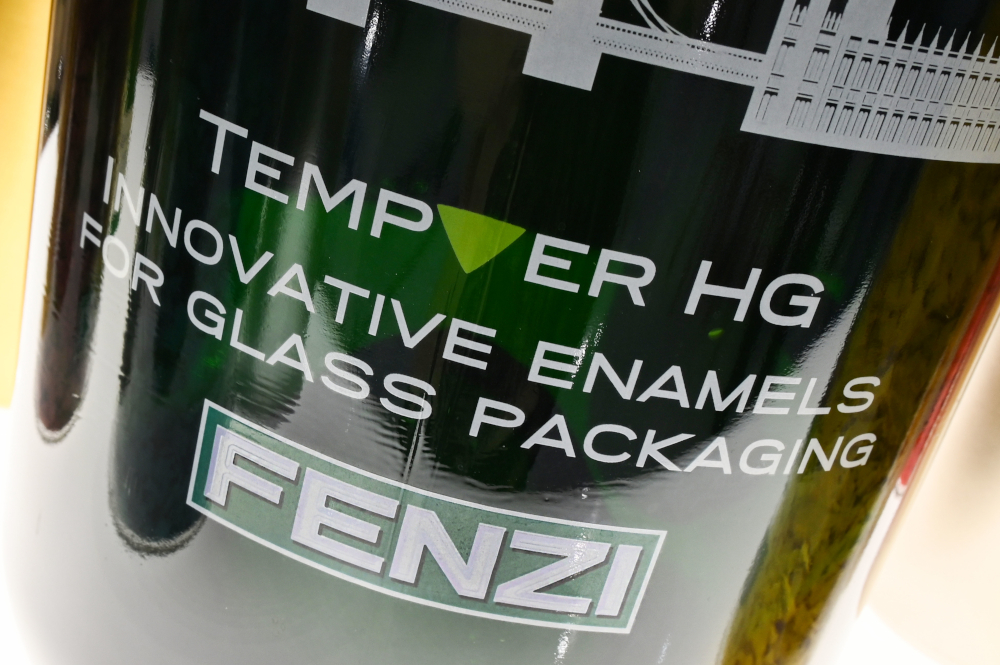 TEMPVER HG
INNOVATIVE ENAMELS
FOR GLASS PACKAGING
FENZI